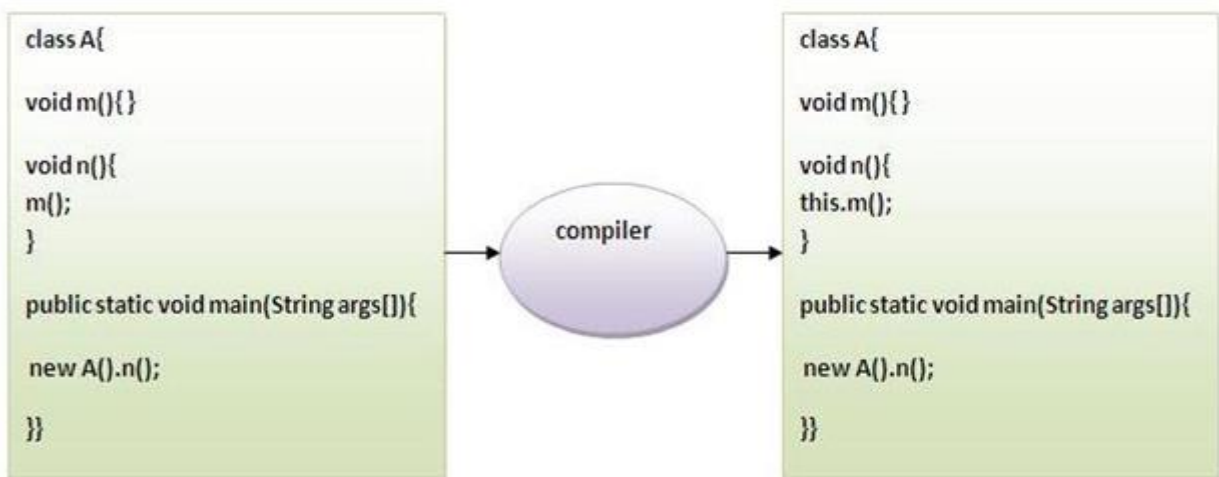 class A{
void m(){ }
void n(){
m();
}
public static void main(String args[]){
new A().n();
}}
compiler
class A{
void m(){ }
void n(){
this.m();
}
public static void main(String args[]){
new A().n();
}}